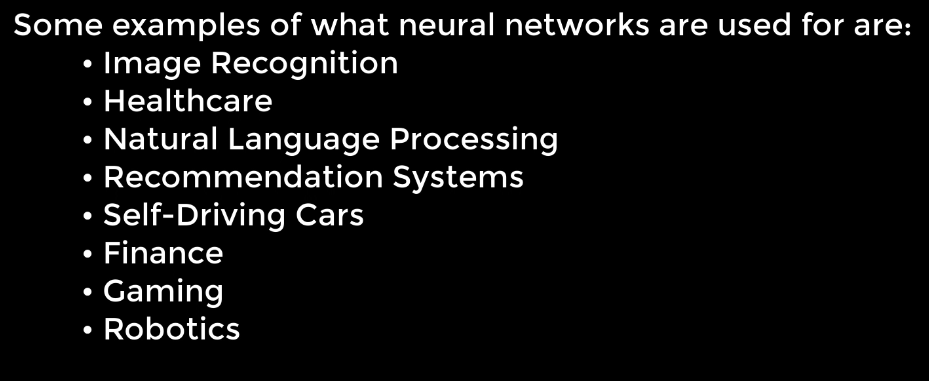 Some examples of what neural networks are used for are:
• Image Recognition
• Healthcare
• Natural Language Processing
• Recommendation Systems
• Self-Driving Cars
• Finance
• Gaming
• Robotics